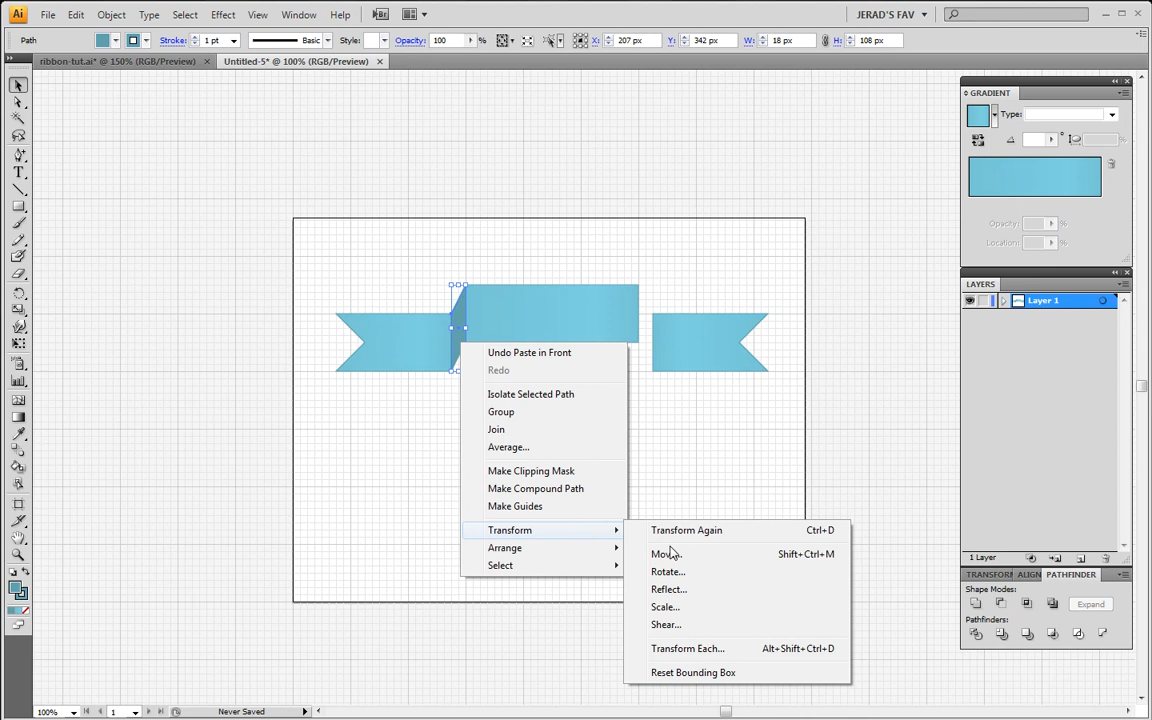 Ai File Edit Object Type Select Effect View Window Help Br JERAD'S FAV
Path Stroke: 1 pt Basic Style: Opacity: 100 % X: 207 px Y: 342 px W: 18 px H: 108 px
ribbon-tut.ai* @ 150% (RGB/Preview) × Untitled-5* @ 100% (RGB/Preview) ×
GRADIENT
Type:
°
%
Opacity: %
Location: %
LAYERS
Layer 1
Undo Paste in Front
Redo
Isolate Selected Path
Group
Join
Average...
Make Clipping Mask
Make Compound Path
Make Guides
Transform
Arrange
Select
Transform Again Ctrl+D
Move... Shift+Ctrl+M
Rotate...
Reflect...
Scale...
Shear...
Transform Each... Alt+Shift+Ctrl+D
Reset Bounding Box
1 Layer
TRANSFORM ALIGN PATHFINDER
Shape Modes:
Expand
Pathfinders:
100% 1 Never Saved